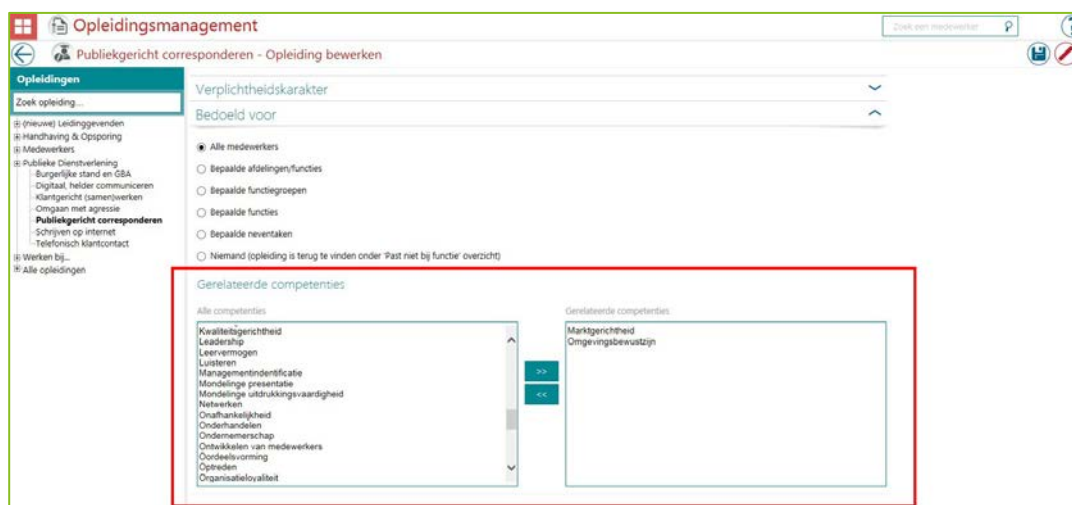 Opleidingsmanagement
Zoek een medewerker
Publiekgericht corresponderen - Opleiding bewerken
Opleidingen
Zoek opleiding...
(nieuwe) Leidinggevenden
Handhaving & Opsporing
Medewerkers
Publieke Dienstverlening
Burgerlijke stand en GBA
Digitaal, helder communiceren
Klantgericht (samen)werken
Omgaan met agressie
Publiekgericht corresponderen
Schrijven op internet
Telefonisch klantcontact
Werken bij...
Alle opleidingen
Verplichtheidskarakter
Bedoeld voor
Alle medewerkers
Bepaalde afdelingen/functies
Bepaalde functiegroepen
Bepaalde functies
Bepaalde neventaken
Niemand (opleiding is terug te vinden onder 'Past niet bij functie' overzicht)
Gerelateerde competenties
Alle competenties
Kwaliteitsgerichtheid
Leadership
Leervermogen
Luisteren
Managementindentificatie
Mondelinge presentatie
Mondelinge uitdrukkingsvaardigheid
Netwerken
Onafhankelijkheid
Onderhandelen
Ondernemerschap
Ontwikkelen van medewerkers
Oordeelsvorming
Optreden
Organisatieloyaliteit
>>
<<
Gerelateerde competenties
Marktgerichtheid
Omgevingsbewustzijn